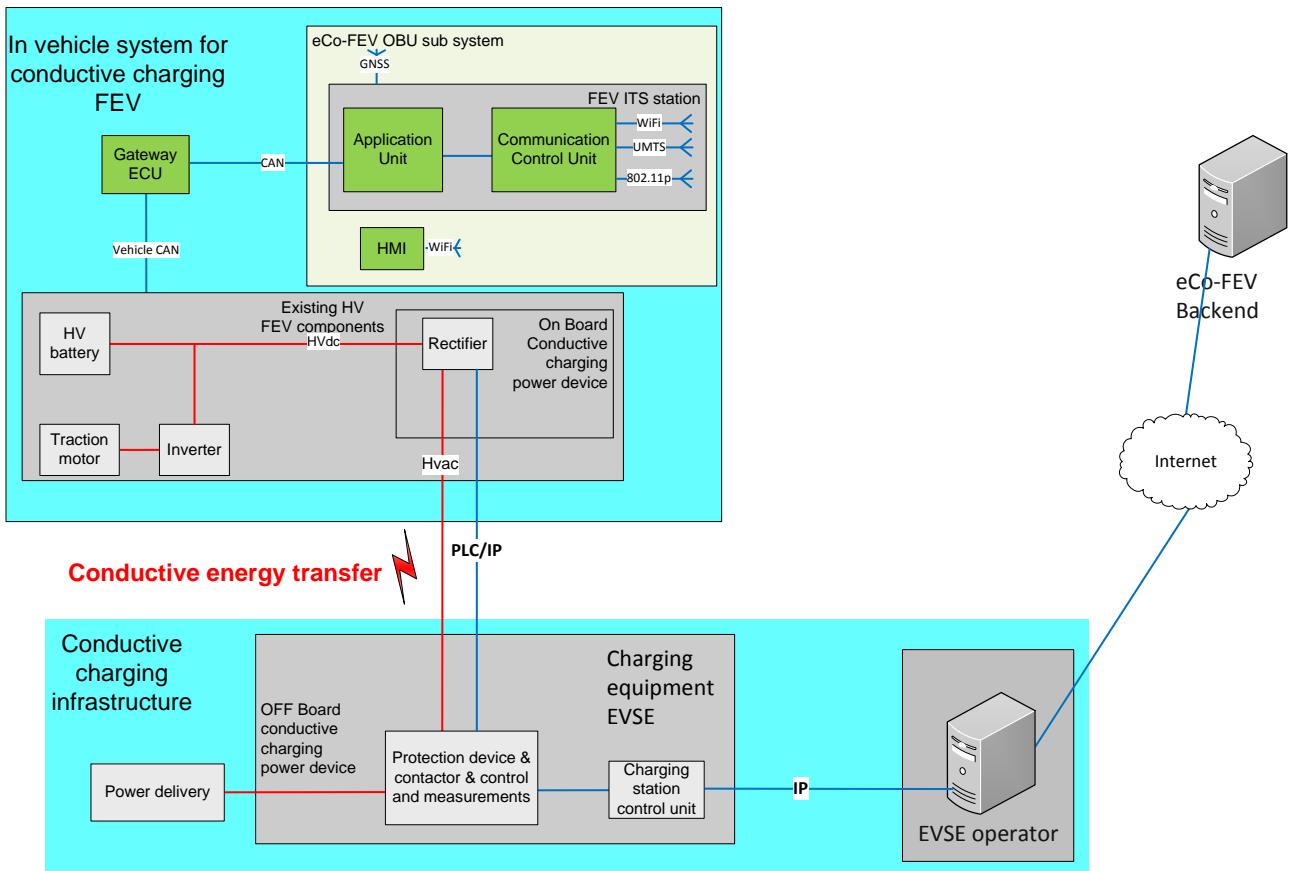 In vehicle system for
conductive charging
FEV
eCo-FEV OBU sub system
GNSS
FEV ITS station
Application
Unit
Communication
Control Unit
WiFi
UMTS
802.11p
Gateway
ECU
CAN
HMI
WiFi
Vehicle CAN
Existing HV
FEV components
HV
battery
HVdc
Rectifier
On Board
Conductive
charging
power device
Traction
motor
Inverter
Hvac
PLC/IP
Conductive energy transfer
eCo-FEV
Backend
Internet
Conductive
charging
infrastructure
Charging
equipment
EVSE
OFF Board
conductive
charging
power device
Power delivery
Protection device &
contactor & control
and measurements
Charging
station
control unit
IP
EVSE operator